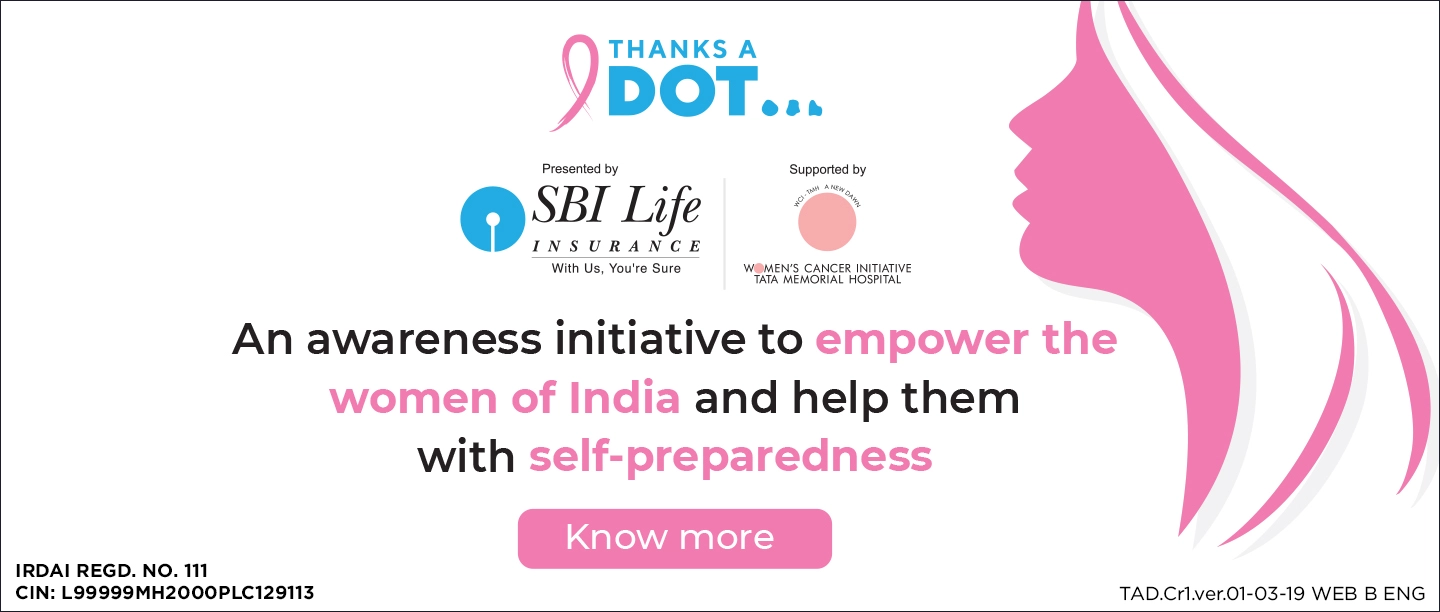 THANKS A
DOT...
Presented by
SBI Life
INSURANCE
With Us, You're Sure
Supported by
WCI - TMH A NEW DAWN
WOMEN'S CANCER INITIATIVE
TATA MEMORIAL HOSPITAL
An awareness initiative to empower the
women of India and help them
with self-preparedness
Know more
IRDAI REGD. NO. 111
CIN: L99999MH2000PLC129113
TAD.Cr1.ver.01-03-19 WEB B ENG